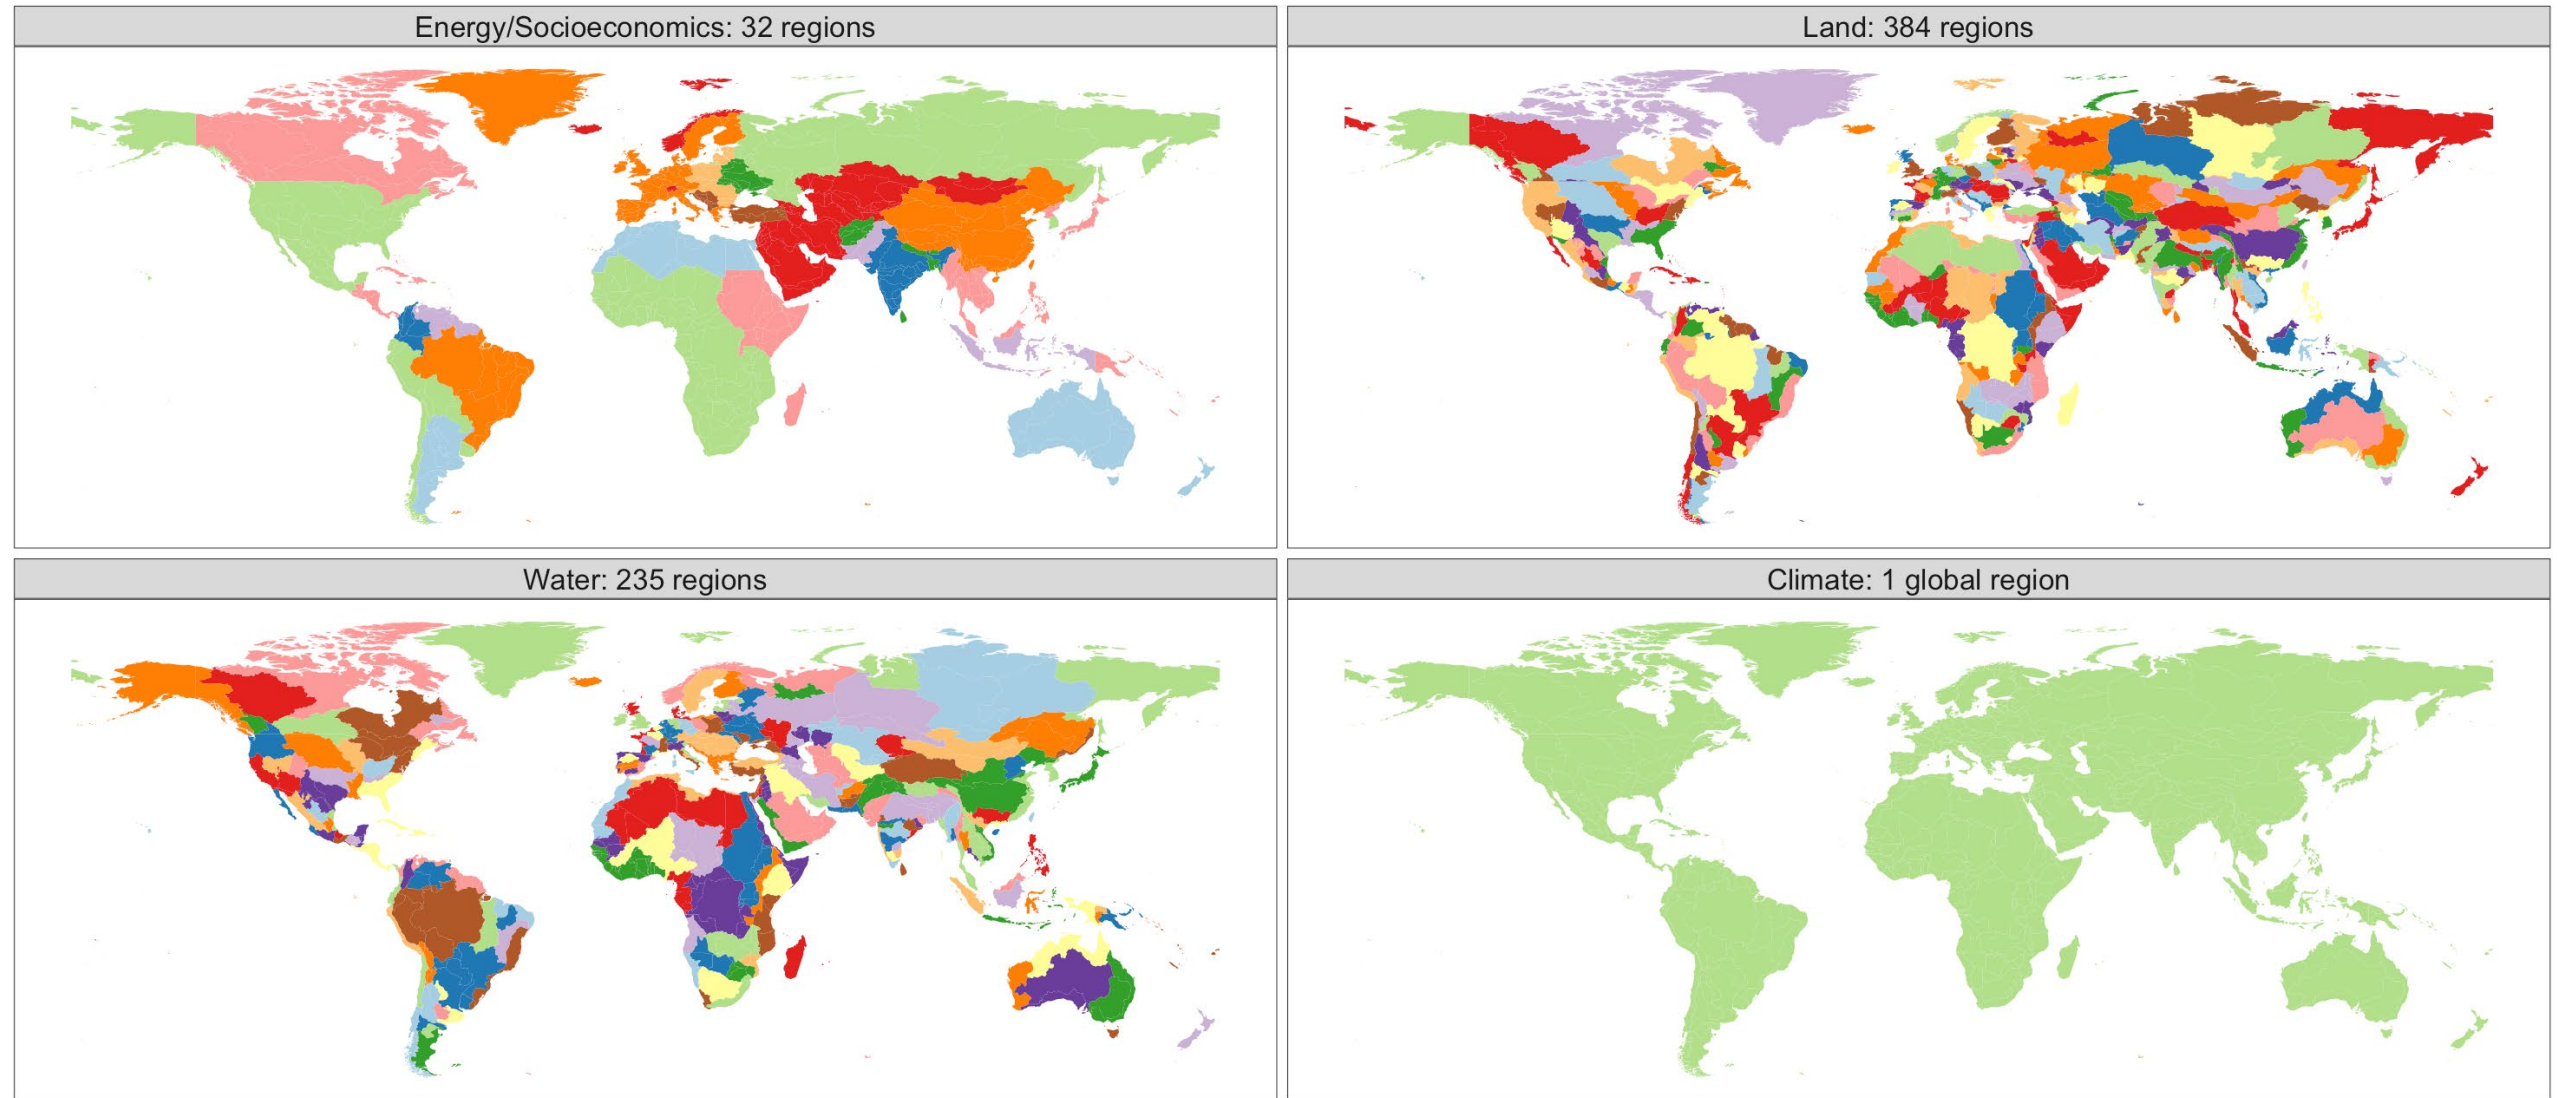 Energy/Socioeconomics: 32 regions
Land: 384 regions
Water: 235 regions
Climate: 1 global region